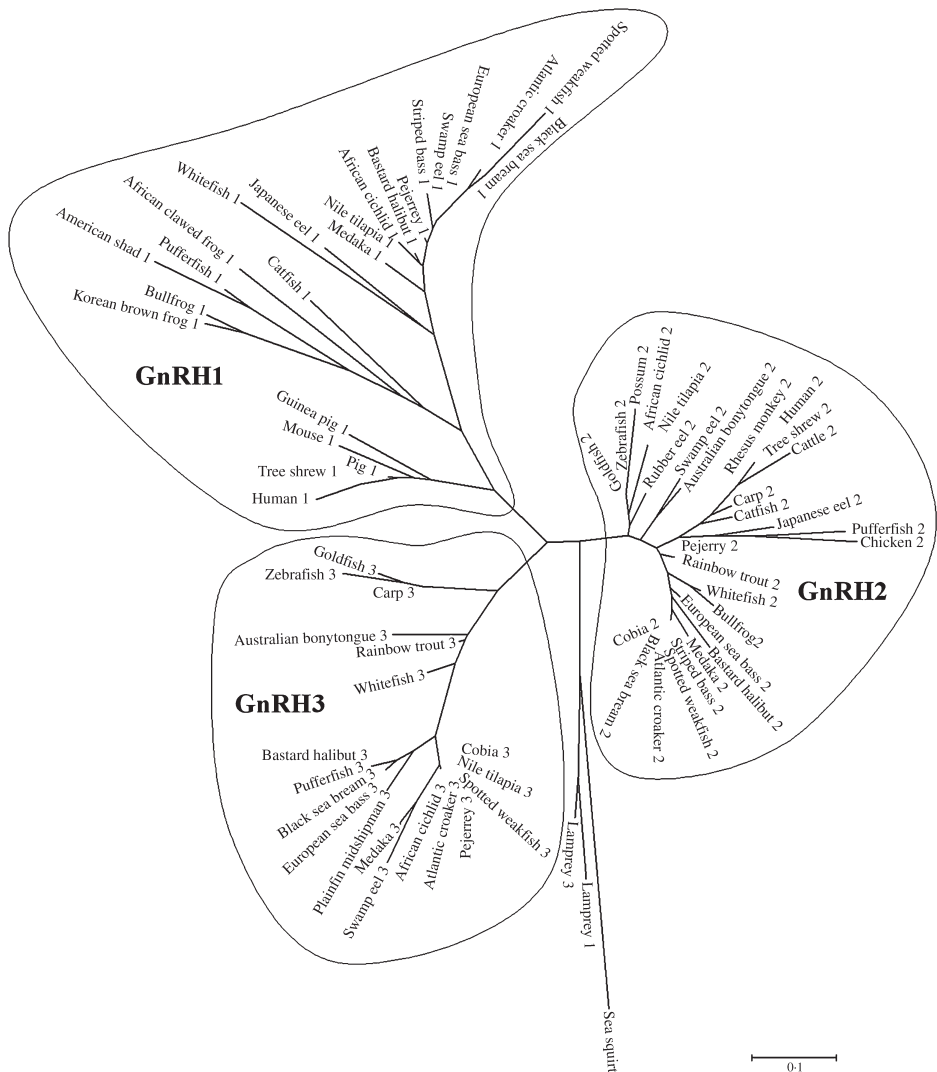 Spotted weakfish 1
Atlantic croaker 1
Black sea bream 1
European sea bass 1
Swamp eel 1
Striped bass 1
Pejerrey 1
Bastard halibut 1
African cichlid 1
Nile tilapia 1
Medaka 1
Japanese eel 1
Whitefish 1
African clawed frog 1
Catfish 1
Pufferfish 1
American shad 1
Bullfrog 1
Korean brown frog 1
GnRH1
Guinea pig 1
Mouse 1
Pig 1
Tree shrew 1
Human 1
Goldfish 2
Zebrafish 2
Possum 2
African cichlid 2
Nile tilapia 2
Rubber eel 2
Swamp eel 2
Australian bonytongue 2
Rhesus monkey 2
Human 2
Tree shrew 2
Cattle 2
Carp 2
Catfish 2
Japanese eel 2
Pufferfish 2
Chicken 2
Pejerry 2
Rainbow trout 2
Whitefish 2
Bullfrog2
GnRH2
European sea bass 2
Bastard halibut 2
Medaka 2
Striped bass 2
Spotted weakfish 2
Atlantic croaker 2
Black sea bream 2
Cobia 2
Goldfish 3
Zebrafish 3
Carp 3
Australian bonytongue 3
Rainbow trout 3
Whitefish 3
GnRH3
Bastard halibut 3
Pufferfish 3
Black sea bream 3
European sea bass 3
Plainfin midshipman 3
Medaka 3
Swamp eel 3
African cichlid 3
Atlantic croaker 3
Pejerrey 3
Spotted weakfish 3
Nile tilapia 3
Cobia 3
Lamprey 3
Lamprey 1
Sea squirt
0·1